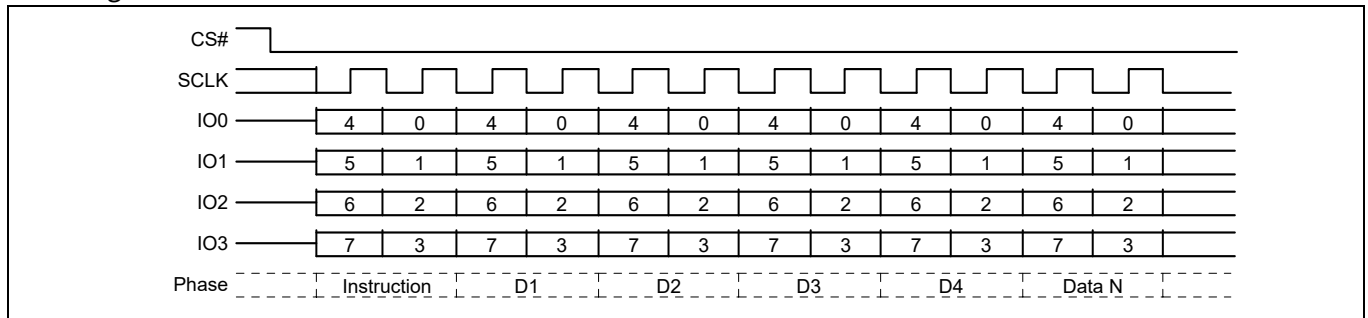 CS#
SCLK
IO0 4 0 4 0 4 0 4 0 4 0 4 0
IO1 5 1 5 1 5 1 5 1 5 1 5 1
IO2 6 2 6 2 6 2 6 2 6 2 6 2
IO3 7 3 7 3 7 3 7 3 7 3 7 3
Phase Instruction D1 D2 D3 D4 Data N